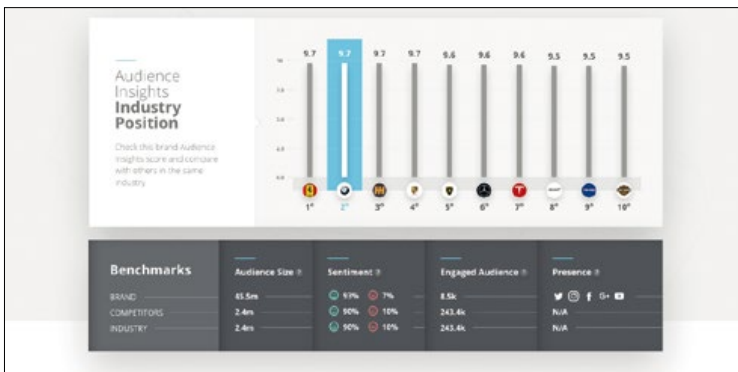 9.7 9.7 9.7 9.7 9.6 9.6 9.6 9.5 9.5 9.5
10
Audience
Insights
Industry
Position
Check this brand Audience
Insights score and compare
with others in the same
industry
1° 2° 3° 4° 5° 6° 7° 8° 9° 10°
Benchmarks Audience Size Sentiment Engaged Audience Presence
BRAND 45.5m 93% 7% 8.5k
COMPETITORS 2.4m 90% 10% 243.4k N/A
INDUSTRY 2.4m 90% 10% 243.4k N/A